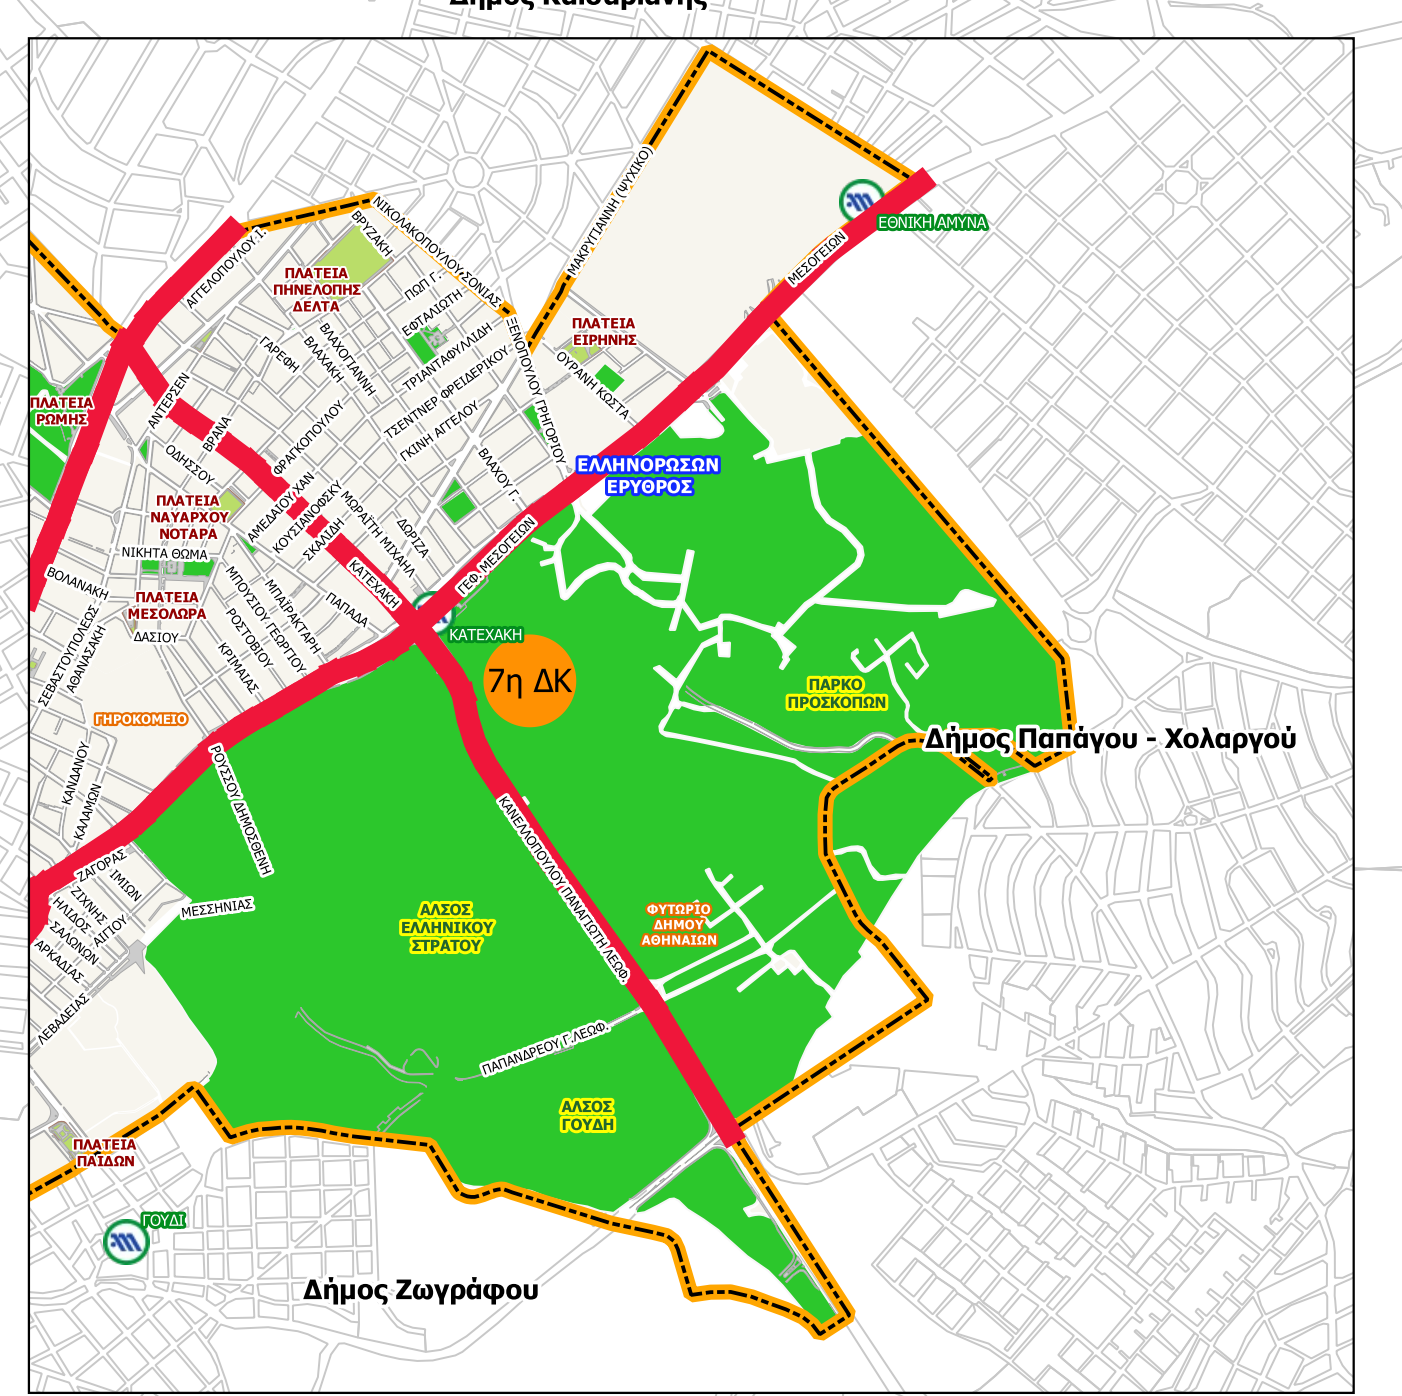 Δήμος Καισαριανής
ΕΘΝΙΚΗ ΑΜΥΝΑ
ΜΕΣΟΓΕΙΩΝ
ΜΑΚΡΥΓΙΑΝΝΗ (ΨΥΧΙΚΟ)
ΝΙΚΟΛΑΚΟΠΟΥΛΟΥ ΣΟΝΙΑΣ
ΒΡΥΖΑΚΗ
ΑΓΓΕΛΟΠΟΥΛΟΥ Ι.
ΠΛΑΤΕΙΑ
ΠΗΝΕΛΟΠΗΣ
ΔΕΛΤΑ
ΠΩΠ Γ.
ΕΦΤΑΛΙΩΤΗ
ΞΕΝΟΠΟΥΛΟΥ ΓΡΗΓΟΡΙΟΥ
ΠΛΑΤΕΙΑ
ΕΙΡΗΝΗΣ
ΟΥΡΑΝΗ ΚΩΣΤΑ
ΓΑΡΕΦΗ
ΒΛΑΧΑΚΗ
ΒΛΑΧΟΓΙΑΝΝΗ
ΤΡΙΑΝΤΑΦΥΛΛΙΔΗ
ΤΣΕΝΤΝΕΡ ΦΡΕΙΔΕΡΙΚΟΥ
ΓΚΙΝΗ ΑΓΓΕΛΟΥ
ΒΛΑΧΟΥ Γ.
ΠΛΑΤΕΙΑ
ΡΩΜΗΣ
ΑΝΤΕΡΣΕΝ
ΒΡΑΝΑ
ΟΔΗΣΣΟΥ
ΦΡΑΓΚΟΠΟΥΛΟΥ
ΕΛΛΗΝΟΡΩΣΩΝ
ΕΡΥΘΡΟΣ
ΠΛΑΤΕΙΑ
ΝΑΥΑΡΧΟΥ
ΝΟΤΑΡΑ
ΑΜΕΔΑΙΟΥ ΧΑΝ
ΚΟΥΣΙΑΝΟΦΣΚΥ
ΣΚΑΛΙΔΗ
ΜΩΡΑΪΤΗ ΜΙΧΑΗΛ
ΔΩΡΙΖΑ
ΓΕΦ. ΜΕΣΟΓΕΙΩΝ
ΝΙΚΗΤΑ ΘΩΜΑ
ΒΟΛΑΝΑΚΗ
ΠΛΑΤΕΙΑ
ΜΕΣΟΛΩΡΑ
ΚΑΤΕΧΑΚΗ
ΠΑΠΑΔΑ
ΜΠΑΪΡΑΚΤΑΡΗ
ΜΠΟΥΣΙΟΥ ΓΕΩΡΓΙΟΥ
ΡΟΣΤΟΒΙΟΥ
ΚΡΙΜΑΙΑΣ
ΔΑΣΙΟΥ
ΣΕΒΑΣΤΟΥΠΟΛΕΩΣ
ΑΘΑΝΑΣΑΚΗ
ΚΑΤΕΧΑΚΗ
7η ΔΚ
ΠΑΡΚΟ
ΠΡΟΣΚΟΠΩΝ
ΓΗΡΟΚΟΜΕΙΟ
Δήμος Παπάγου - Χολαργού
ΚΑΝΔΑΝΟΥ
ΚΑΛΑΜΩΝ
ΡΟΥΣΣΟΥ ΔΗΜΟΣΘΕΝΗ
ΚΑΝΕΛΛΟΠΟΥΛΟΥ ΠΑΝΑΓΙΩΤΗ ΛΕΩΦ.
ΖΑΓΟΡΑΣ
ΙΜΙΩΝ
ΖΙΧΝΗΣ
ΗΛΙΔΟΣ
ΣΑΛΩΝΩΝ
ΑΙΓΙΟΥ
ΑΡΚΑΔΙΑΣ
ΜΕΣΣΗΝΙΑΣ
ΑΛΣΟΣ
ΕΛΛΗΝΙΚΟΥ
ΣΤΡΑΤΟΥ
ΦΥΤΩΡΙΟ
ΔΗΜΟΥ
ΑΘΗΝΑΙΩΝ
ΛΕΒΑΔΕΙΑΣ
ΠΑΠΑΝΔΡΕΟΥ Γ.ΛΕΩΦ.
ΑΛΣΟΣ
ΓΟΥΔΗ
ΠΛΑΤΕΙΑ
ΠΑΙΔΩΝ
ΓΟΥΔΙ
Δήμος Ζωγράφου